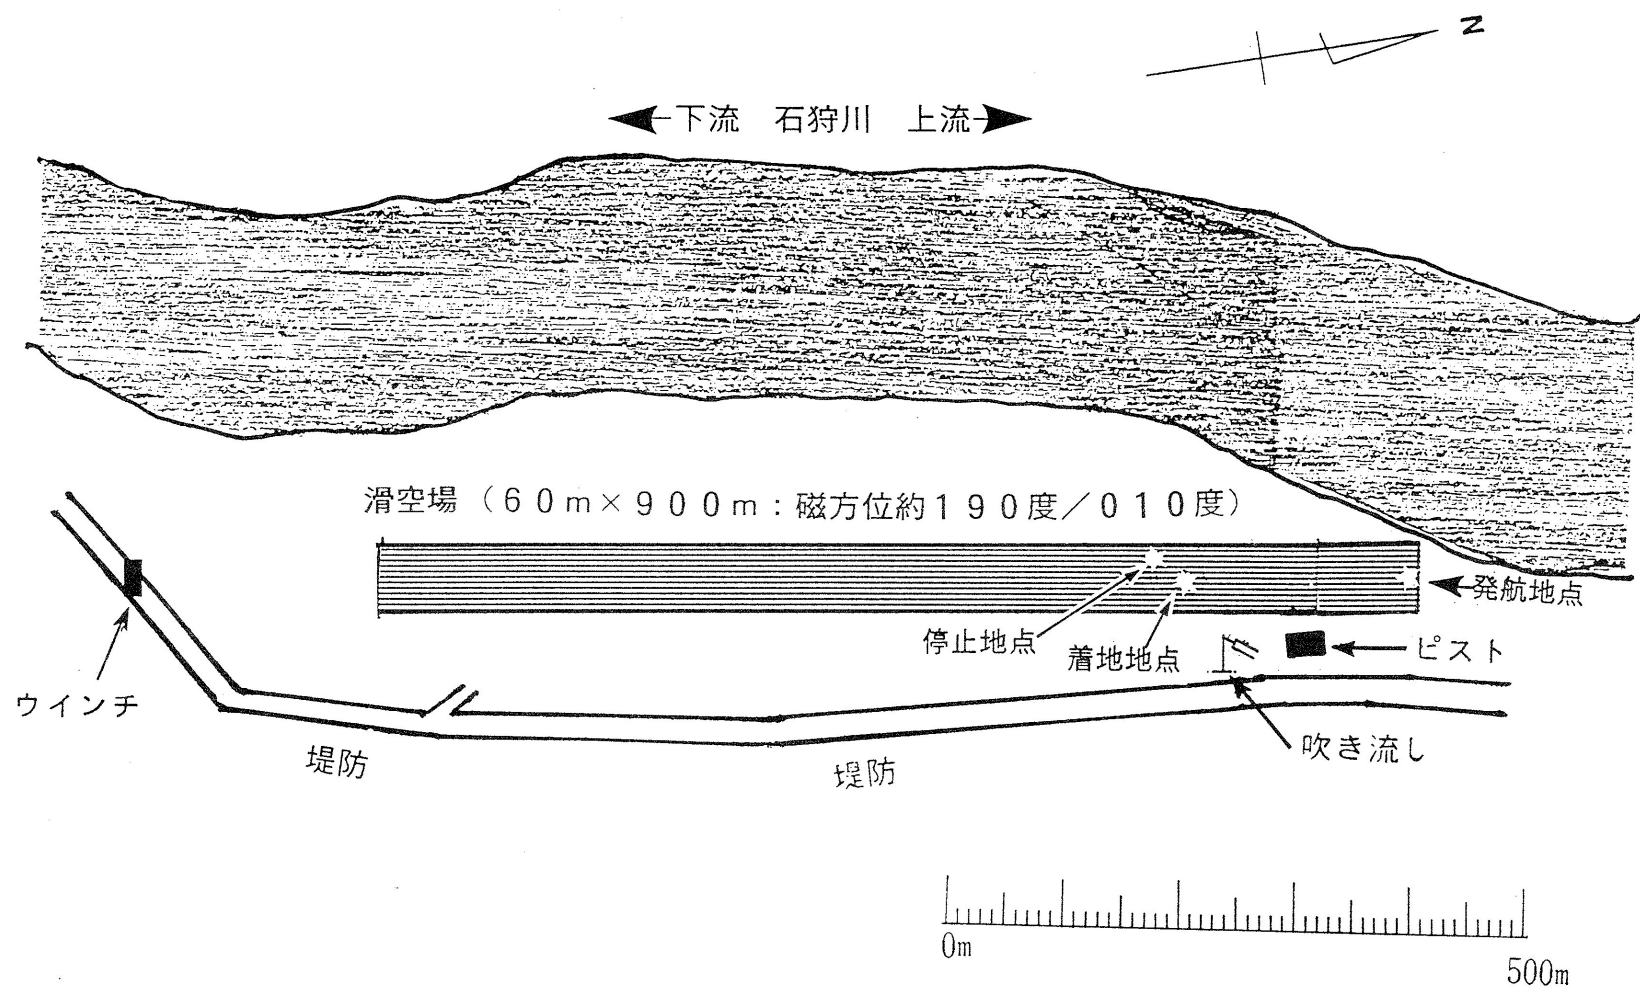 N
下流 石狩川 上流
滑空場（60m×900m：磁方位約190度／010度）
発航地点
停止地点
着地地点
ピスト
ウインチ
吹き流し
堤防
堤防
0m
500m